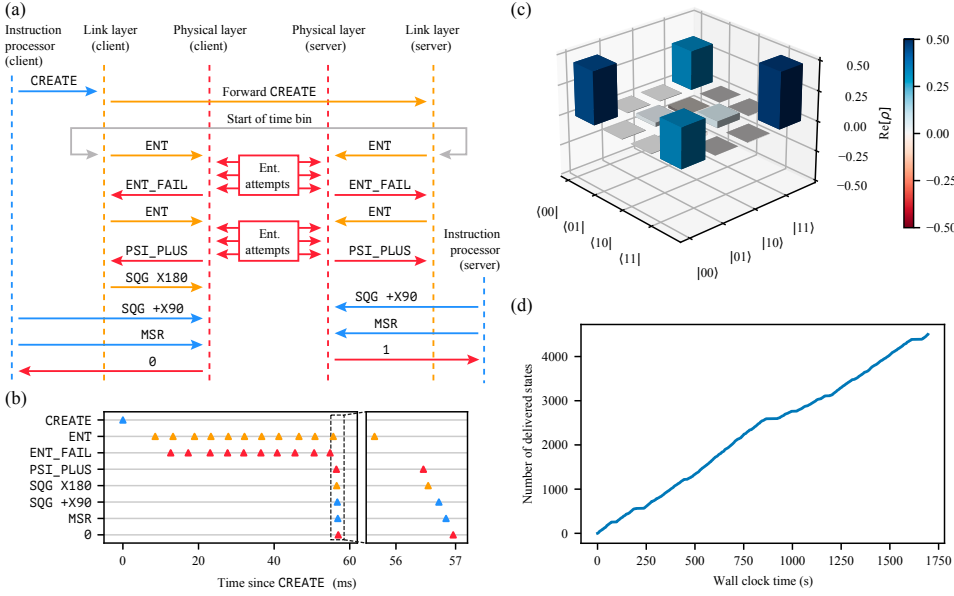 (a)
Instruction
processor
(client)
Link layer
(client)
Physical layer
(client)
Physical layer
(server)
Link layer
(server)
CREATE
Forward CREATE
Start of time bin
ENT
ENT
Ent.
attempts
ENT_FAIL
ENT_FAIL
ENT
ENT
Ent.
attempts
PSI_PLUS
PSI_PLUS
Instruction
processor
(server)
SQG X180
SQG +X90
SQG +X90
MSR
MSR
0
1
(b)
CREATE
ENT
ENT_FAIL
PSI_PLUS
SQG X180
SQG +X90
MSR
0
0 20 40 60 56 57
Time since CREATE (ms)
(c)
0.50
0.25
0.00
−0.25
−0.50
Re[ρ]
0.50
0.25
0.00
−0.25
−0.50
⟨00|
⟨01|
⟨10|
⟨11|
|00⟩
|01⟩
|10⟩
|11⟩
(d)
Number of delivered states
4000
3000
2000
1000
0
0 250 500 750 1000 1250 1500 1750
Wall clock time (s)